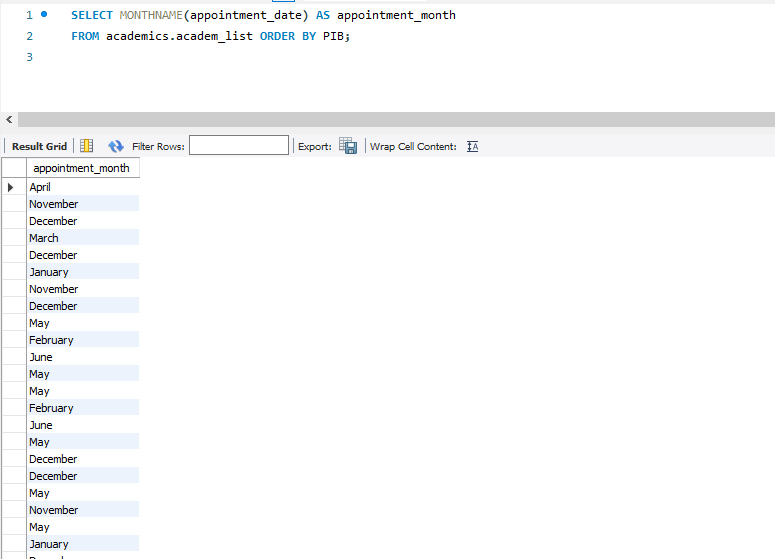 1 SELECT MONTHNAME(appointment_date) AS appointment_month
2 FROM academics.academ_list ORDER BY PIB;
3
Result Grid Filter Rows: Export: Wrap Cell Content: IA
appointment_month
April
November
December
March
December
January
November
December
May
February
June
May
May
February
June
May
December
December
May
November
May
January